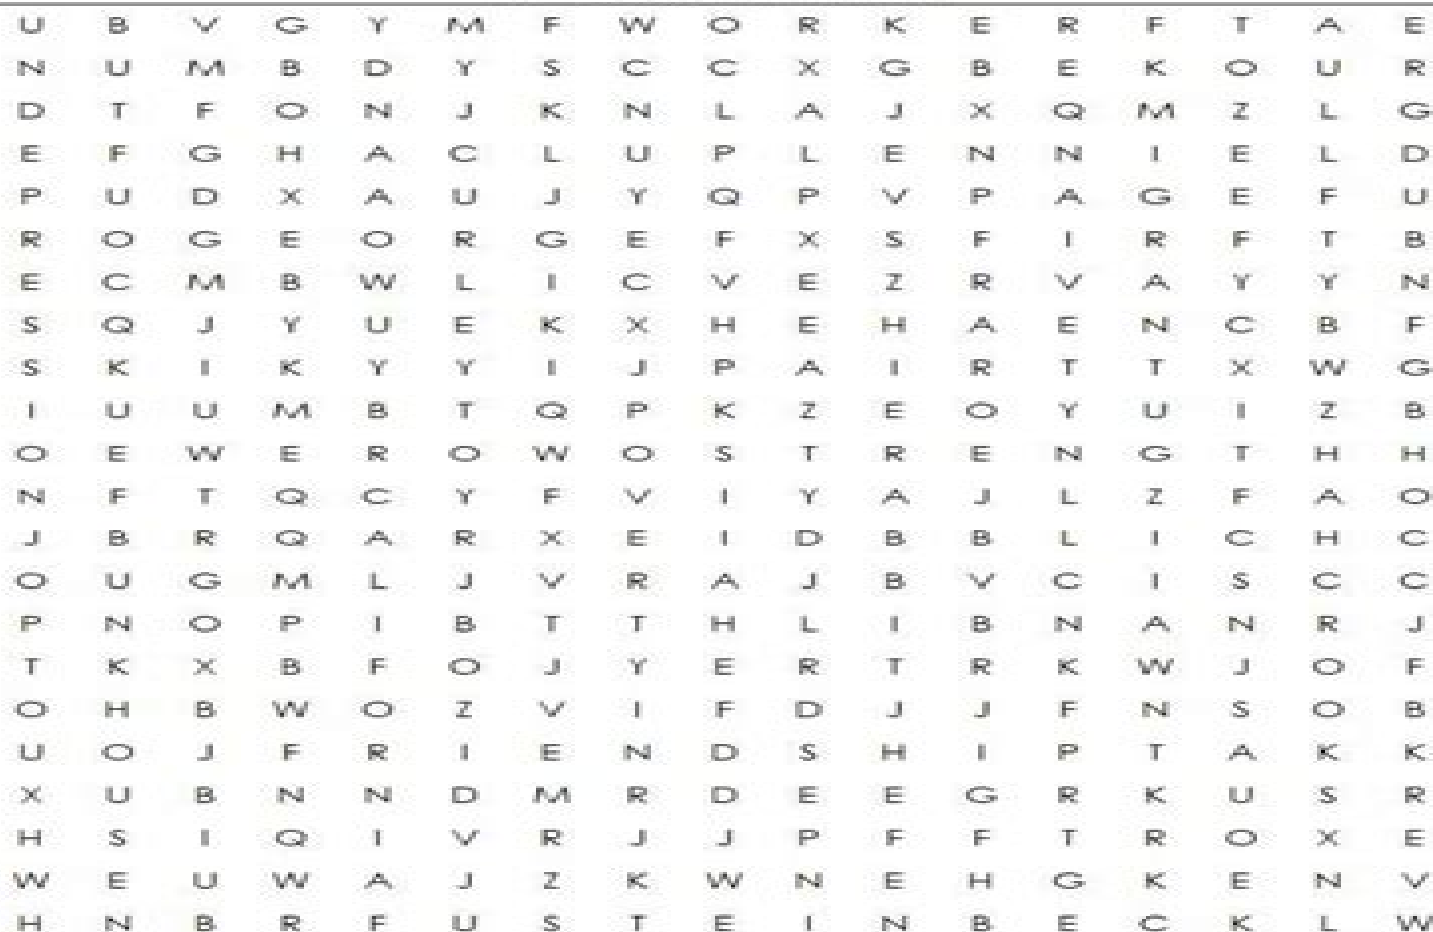 U B V G Y M F W O R K E R F T A E
N U M B D Y S C C X G B E K O U R
D T F O N J K N L A J X Q M Z L G
E F G H A C L U P L E N N I E L D
P U D X A U J Y Q P V P A G E F U
R O G E O R G E F X S F I R F T B
E C M B W L I C V E Z R V A Y Y N
S Q J Y U E K X H E H A E N C B F
S K I K Y Y I J P A I R T T X W G
I U U M B T Q P K Z E O Y U I Z B
O E W E R O W O S T R E N G T H H
N F T Q C Y F V I Y A J L Z F A O
J B R Q A R X E I D B B L I C H C
O U G M L J V R A J B V C I S C C
P N O P I B T T H L I B N A N R J
T K X B F O J Y E R T R K W J O F
O H B W O Z V I F D J J F N S O B
U O J F R I E N D S H I P T A K K
X U B N N D M R D E E G R K U S R
H S I Q I V R J J P F F T R O X E
W E U W A J Z K W N E H G K E N V
H N B R F U S T E I N B E C K L W